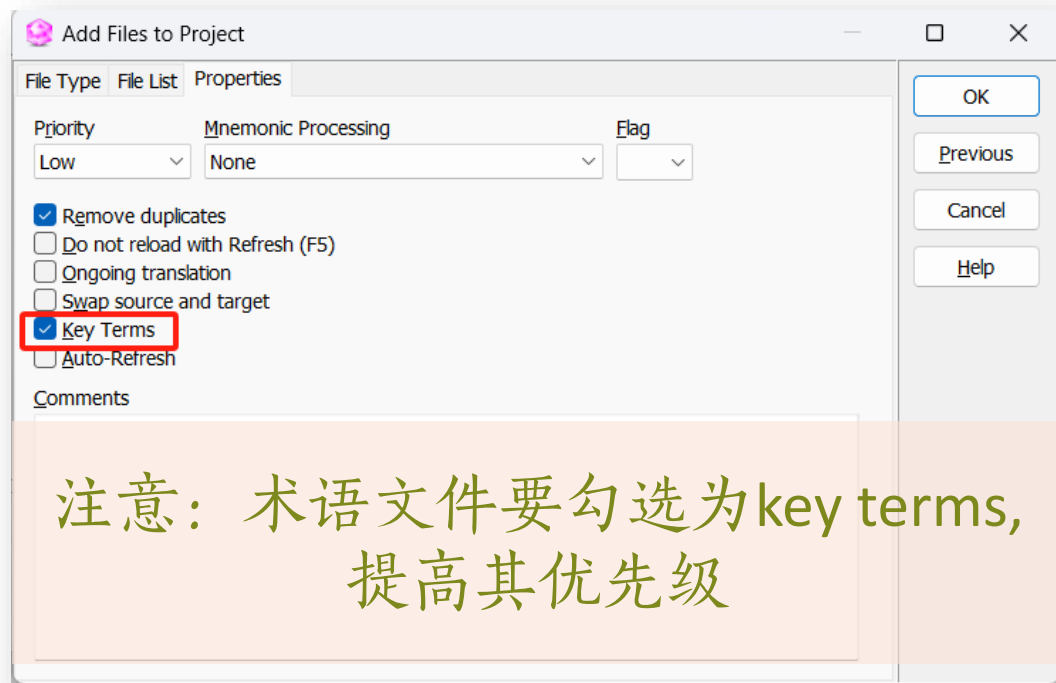 Add Files to Project
File Type File List Properties
Priority Mnemonic Processing Flag
Low None
Remove duplicates
Do not reload with Refresh (F5)
Ongoing translation
Swap source and target
Key Terms
Auto-Refresh
Comments
OK
Previous
Cancel
Help
注意：术语文件要勾选为key terms,
提高其优先级